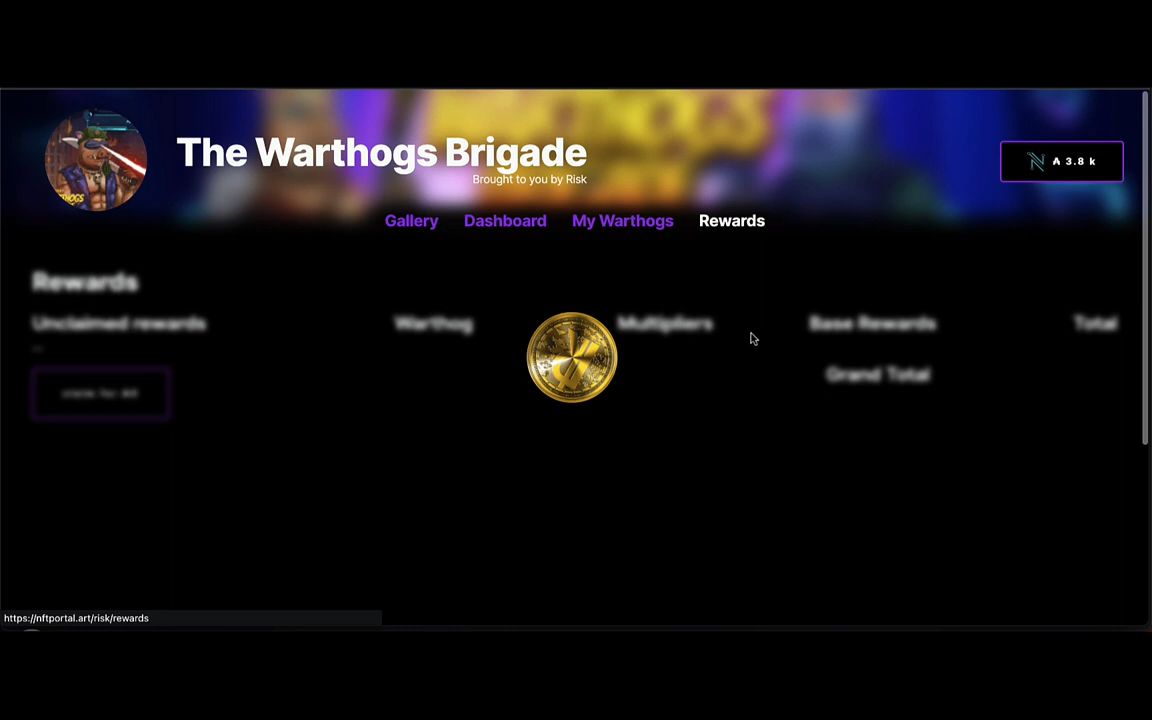 The Warthogs Brigade
Brought to you by Risk
₳ 3.8 k
Gallery Dashboard My Warthogs Rewards
Rewards
Unclaimed rewards Warthog Multipliers Base Rewards Total
Grand Total
https://nftportal.art/risk/rewards